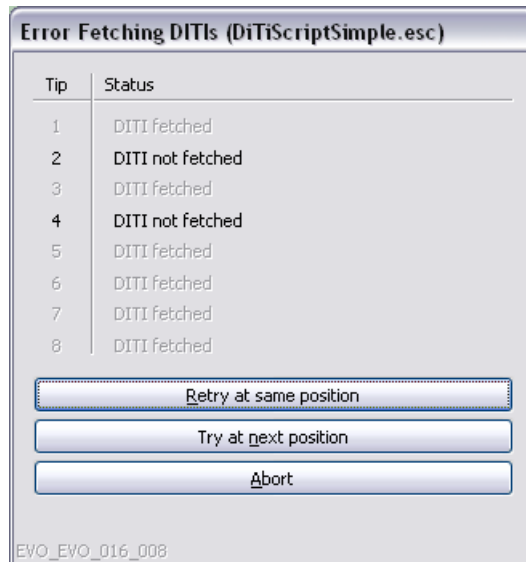 Error Fetching DITIs (DiTiScriptSimple.esc)
Tip Status
1 DITI fetched
2 DITI not fetched
3 DITI fetched
4 DITI not fetched
5 DITI fetched
6 DITI fetched
7 DITI fetched
8 DITI fetched
Retry at same position
Try at next position
Abort
EVO_EVO_016_008